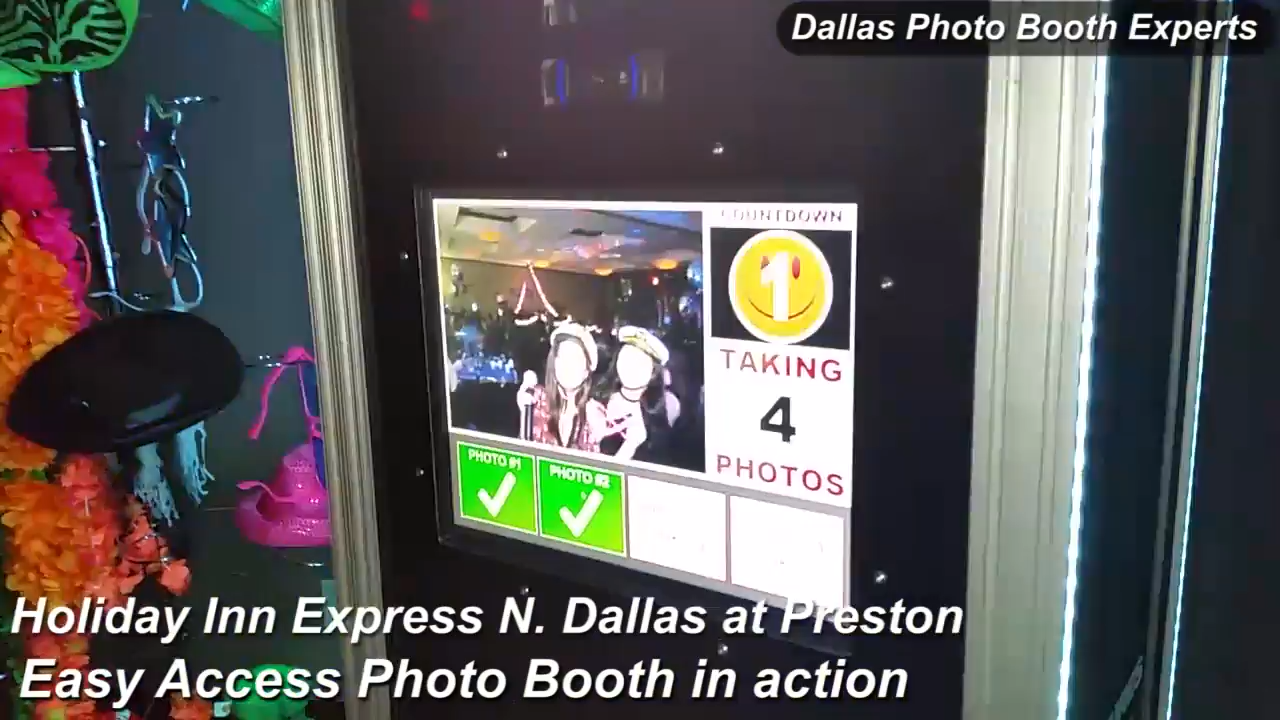 Dallas Photo Booth Experts
COUNTDOWN
1
TAKING
4
PHOTOS
PHOTO #1
PHOTO #2
Holiday Inn Express N. Dallas at Preston
Easy Access Photo Booth in action